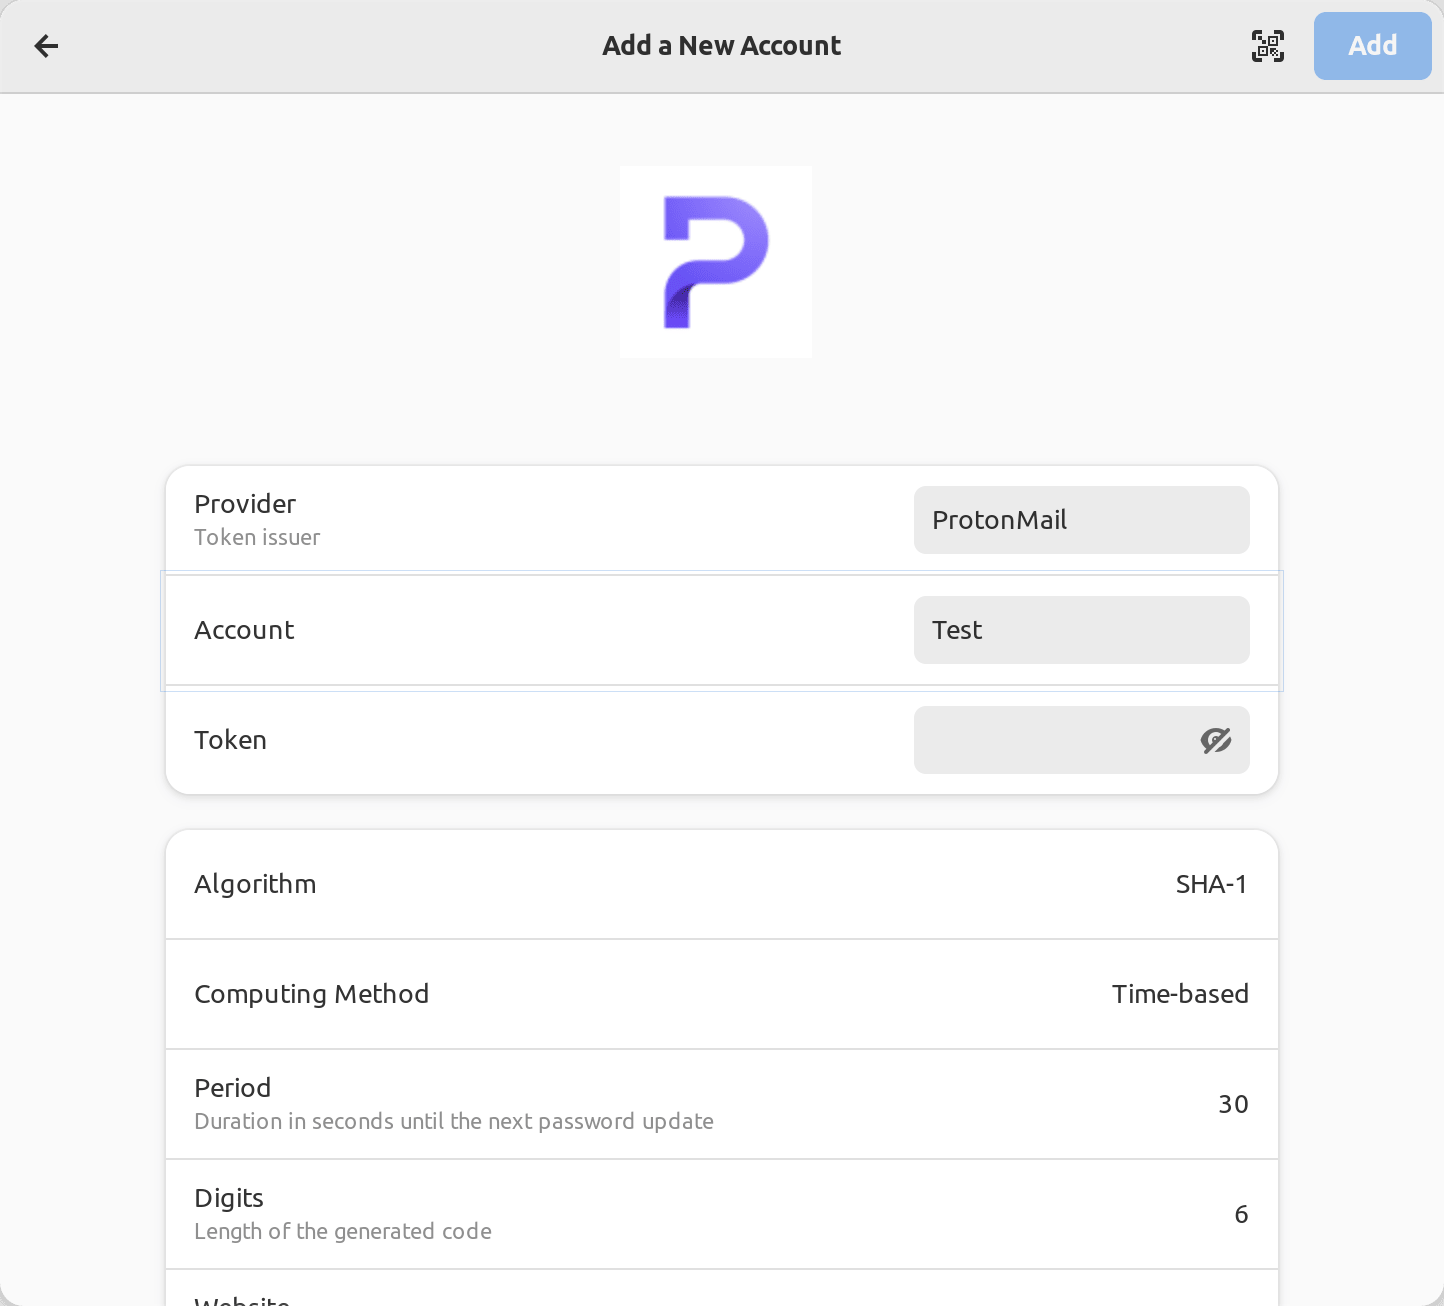 Add a New Account
Add
Provider
Token issuer
ProtonMail
Account
Test
Token
Algorithm
SHA-1
Computing Method
Time-based
Period
Duration in seconds until the next password update
30
Digits
Length of the generated code
6
Website